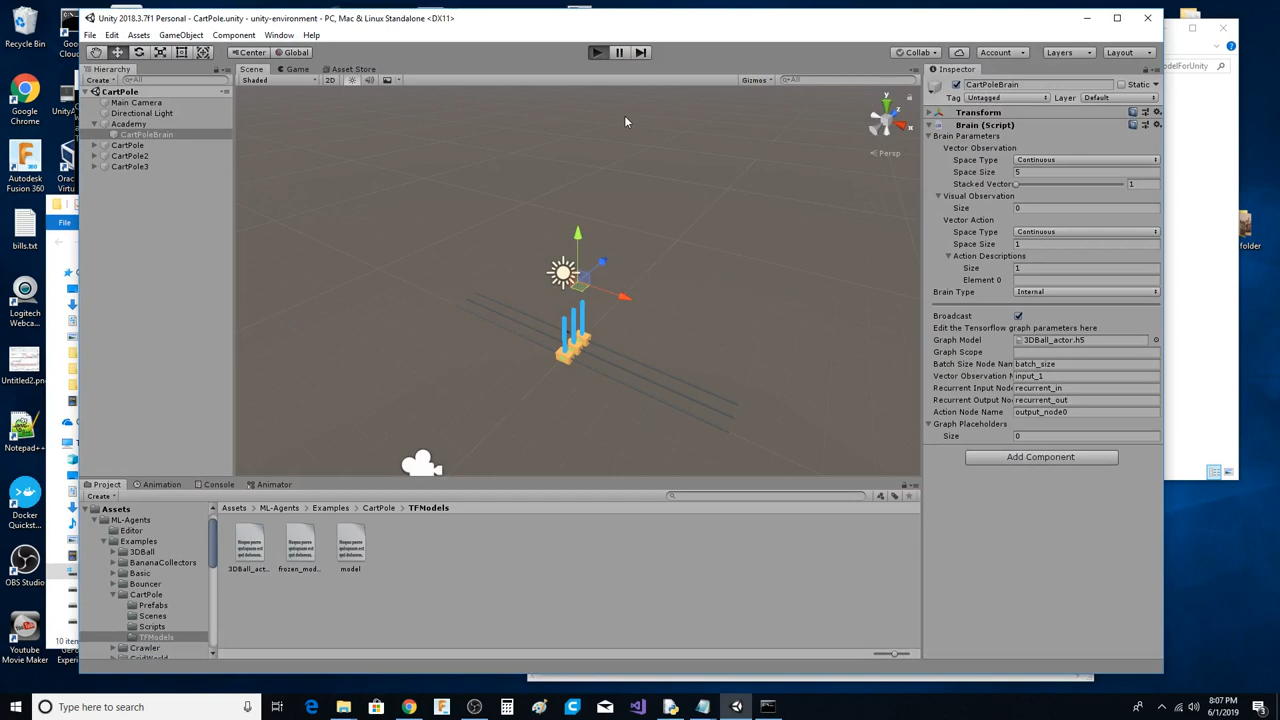 Unity 2018.3.7f1 Personal - CartPole.unity - unity-environment - PC, Mac & Linux Standalone <DX11>
File Edit Assets GameObject Component Window Help
Center Global
Collab Account Layers Layout
Hierarchy
Create All
CartPole
Main Camera
Directional Light
Academy
CartPoleBrain
CartPole
CartPole2
CartPole3
Scene Game Asset Store
Shaded 2D Gizmos All
y
z
x
Persp
Inspector
CartPoleBrain Static
Tag Untagged Layer Default
Transform
Brain (Script)
Brain Parameters
Vector Observation
Space Type Continuous
Space Size 5
Stacked Vector 1
Visual Observation
Size 0
Vector Action
Space Type Continuous
Space Size 1
Action Descriptions
Size 1
Element 0
Brain Type Internal
Broadcast
Edit the Tensorflow graph parameters here
Graph Model 3DBall_actor.h5
Graph Scope
Batch Size Node Nam batch_size
Vector Observation N input_1
Recurrent Input Node recurrent_in
Recurrent Output No recurrent_out
Action Node Name output_node0
Graph Placeholders
Size 0
Add Component
Project Animation Console Animator
Create
Assets
ML-Agents
Editor
Examples
3DBall
BananaCollectors
Basic
Bouncer
CartPole
Prefabs
Scenes
Scripts
TFModels
Crawler
GridWorld
Assets > ML-Agents > Examples > CartPole > TFModels
3DBall_act... frozen_mod... model
Recycle Bin
Google Chrome
Autodesk Fusion 360
bills.txt
Logitech Webca...
Untitled2.png
Notepad++
Docker Quicks...
OBS Studio
Youtube Movie Maker
File
10 item
odelForUnity
folder
Type here to search
8:07 PM
6/1/2019